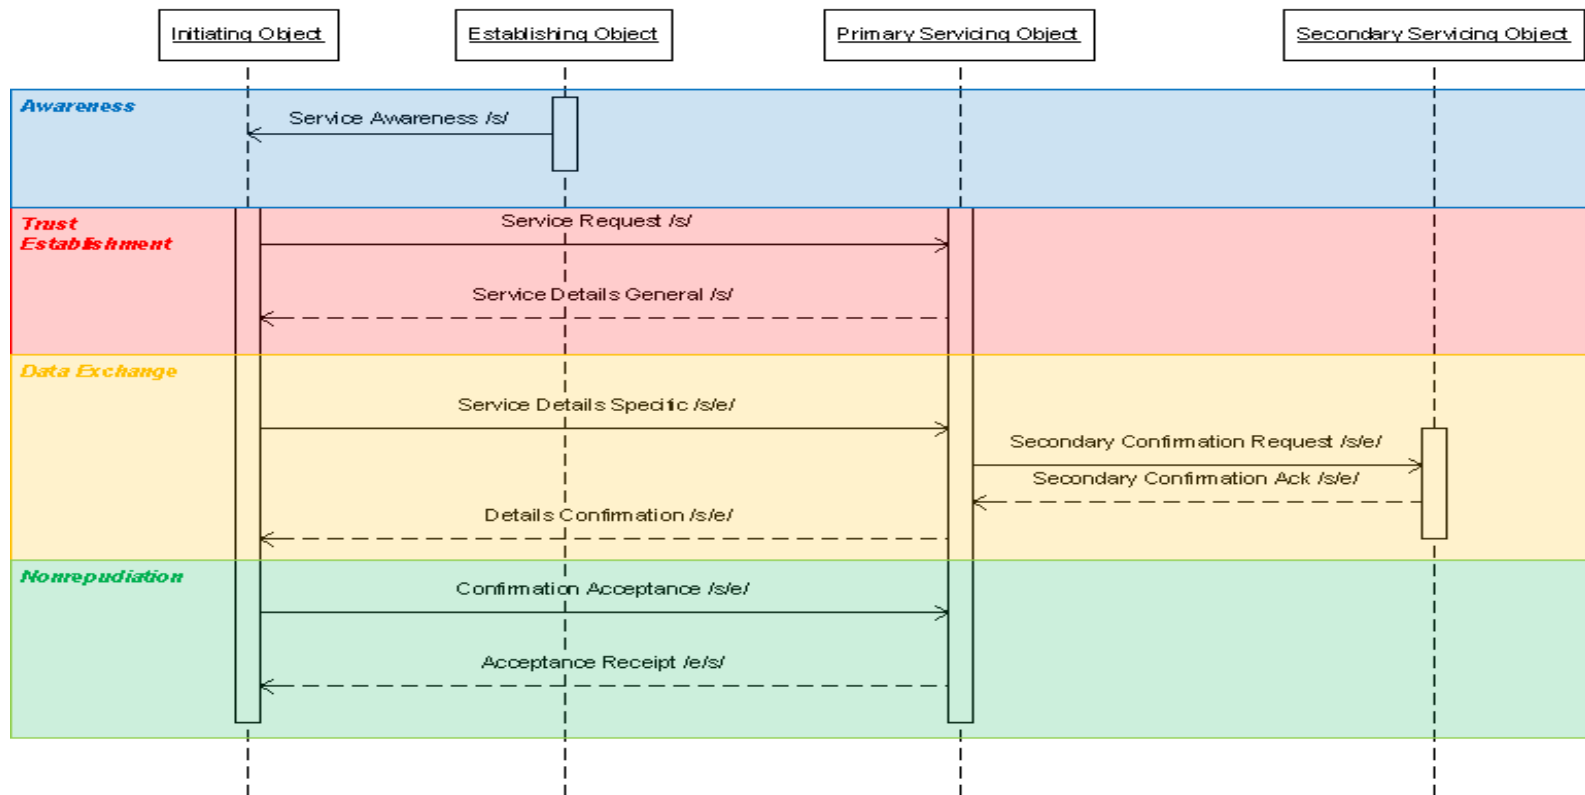 Initiating Object
Establishing Object
Primary Servicing Object
Secondary Servicing Object
Awareness
Service Awareness /s/
Trust
Establishment
Service Request /s/
Service Details General /s/
Data Exchange
Service Details Specific /s/e/
Secondary Confirmation Request /s/e/
Secondary Confirmation Ack /s/e/
Details Confirmation /s/e/
Nonrepudiation
Confirmation Acceptance /s/e/
Acceptance Receipt /e/s/